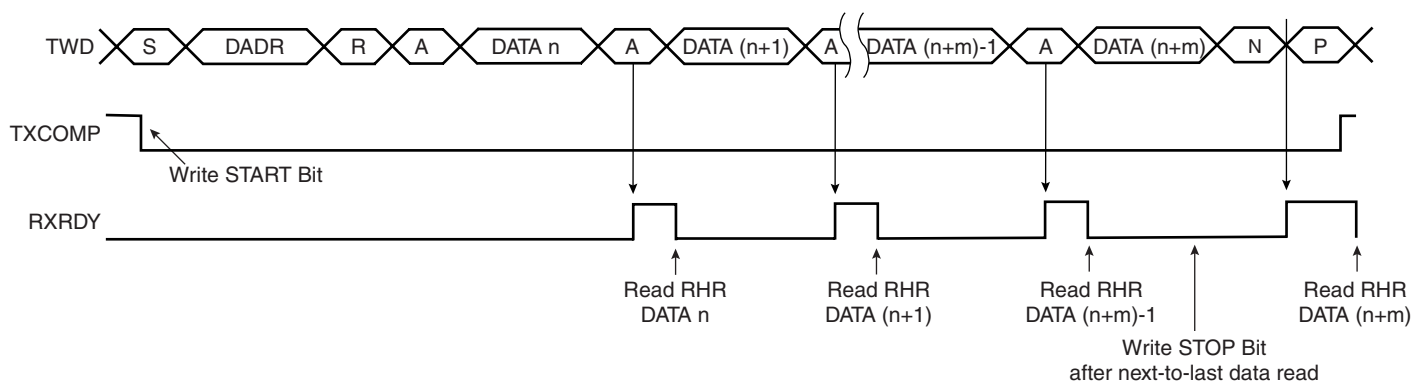 TWD S DADR R A DATA n A DATA (n+1) A DATA (n+m)-1 A DATA (n+m) N P
TXCOMP
Write START Bit
RXRDY
Read RHR
DATA n
Read RHR
DATA (n+1)
Read RHR
DATA (n+m)-1
Read RHR
DATA (n+m)
Write STOP Bit
after next-to-last data read